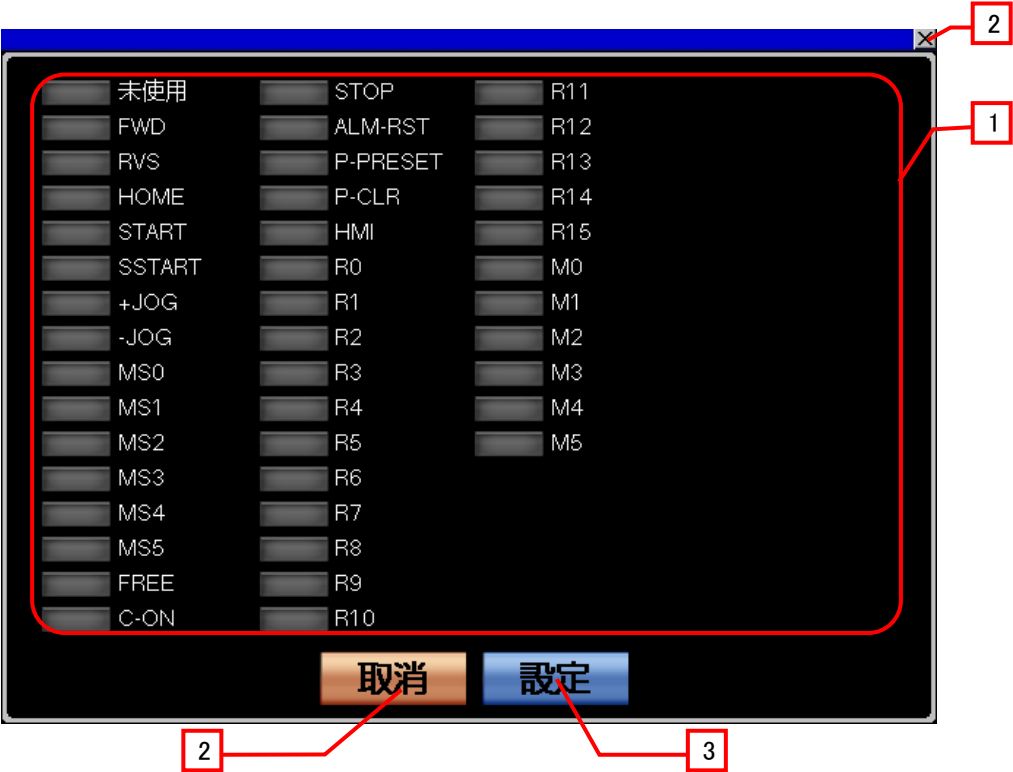 2
×
1
未使用
FWD
RVS
HOME
START
SSTART
+JOG
-JOG
MS0
MS1
MS2
MS3
MS4
MS5
FREE
C-ON
STOP
ALM-RST
P-PRESET
P-CLR
HMI
R0
R1
R2
R3
R4
R5
R6
R7
R8
R9
R10
R11
R12
R13
R14
R15
M0
M1
M2
M3
M4
M5
取消
設定
2
3